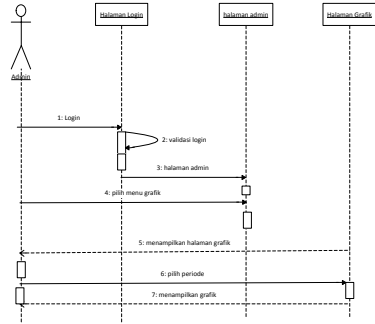 Halaman Login
halaman admin
Halaman Grafik
Admin
1: Login
2: validasi login
3: halaman admin
4: pilih menu grafik
5: menampilkan halaman grafik
6: pilih periode
7: menampilkan grafik